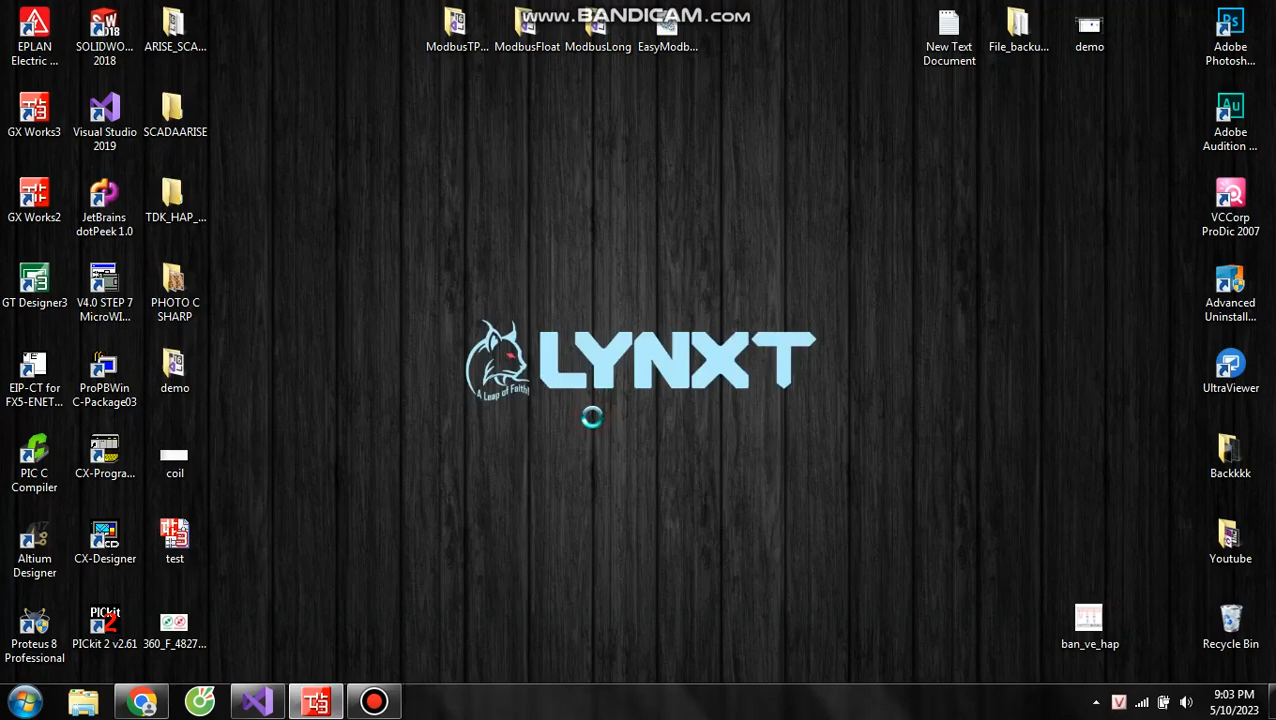 www.BANDICAM.com
EPLAN
Electric ...
SOLIDWO...
2018
ARISE_SCA...
ModbusTP...
ModbusFloat
ModbusLong
EasyModb...
New Text
Document
File_backu...
demo
Adobe
Photosh...
GX Works3
Visual Studio
2019
SCADAARISE
Adobe
Audition ...
GX Works2
JetBrains
dotPeek 1.0
TDK_HAP_...
VCCorp
ProDic 2007
GT Designer3
V4.0 STEP 7
MicroWI...
PHOTO C
SHARP
Advanced
Uninstall...
LYNXT
A Leap of Faith!
EIP-CT for
FX5-ENET...
ProPBWin
C-Package03
demo
UltraViewer
PIC C
Compiler
CX-Progra...
coil
Backkkk
Altium
Designer
CX-Designer
test
Youtube
Proteus 8
Professional
PICkit 2 v2.61
360_F_4827...
ban_ve_hap
Recycle Bin
9:03 PM
5/10/2023